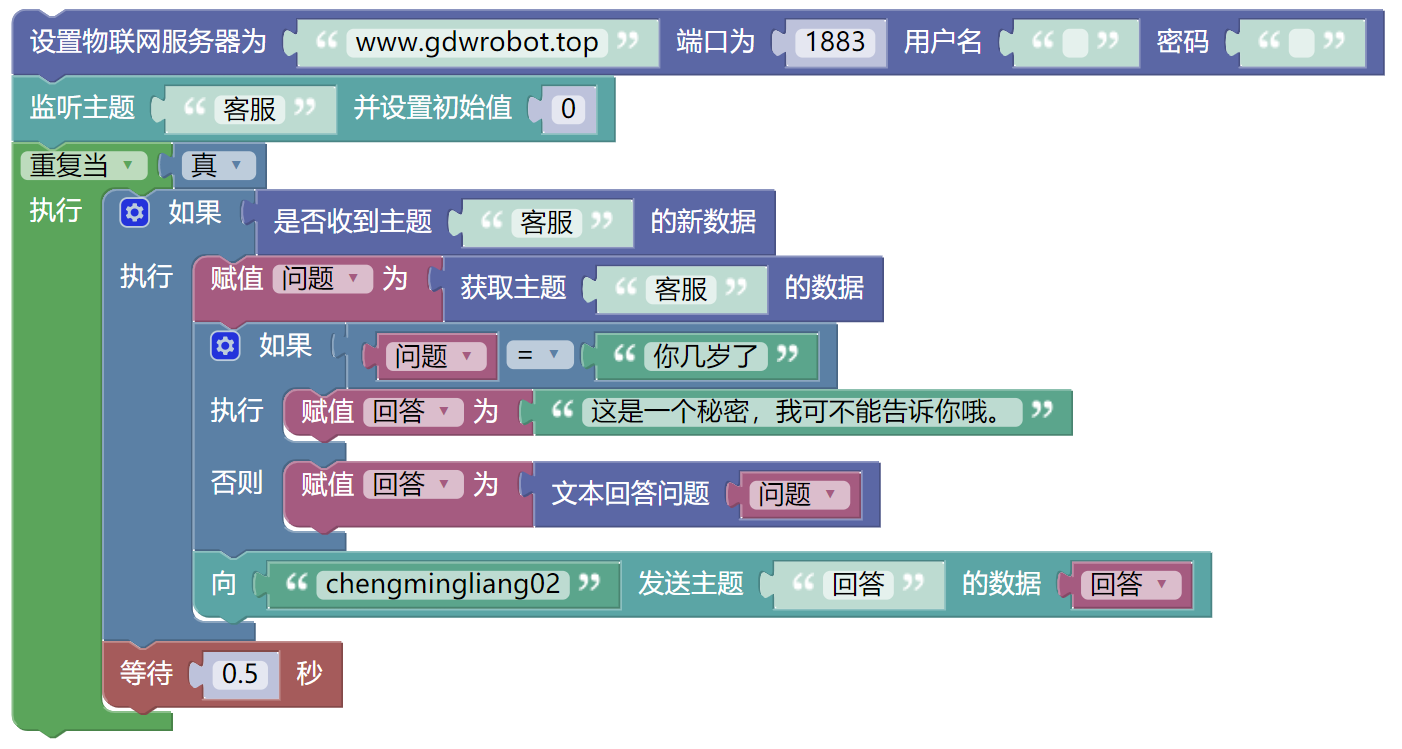 设置物联网服务器为 “ www.gdwrobot.top ” 端口为 1883 用户名 “ ” 密码 “ ”
监听主题 “ 客服 ” 并设置初始值 0
重复当 真
执行 如果 是否收到主题 “ 客服 ” 的新数据
执行 赋值 问题 为 获取主题 “ 客服 ” 的数据
如果 问题 = “ 你几岁了 ”
执行 赋值 回答 为 “ 这是一个秘密，我可不能告诉你哦。 ”
否则 赋值 回答 为 文本回答问题 问题
向 “ chengmingliang02 ” 发送主题 “ 回答 ” 的数据 回答
等待 0.5 秒